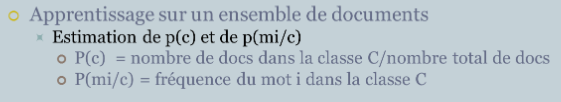 Apprentissage sur un ensemble de documents
Estimation de p(c) et de p(mi/c)
P(c) = nombre de docs dans la classe C/nombre total de docs
P(mi/c) = fréquence du mot i dans la classe C